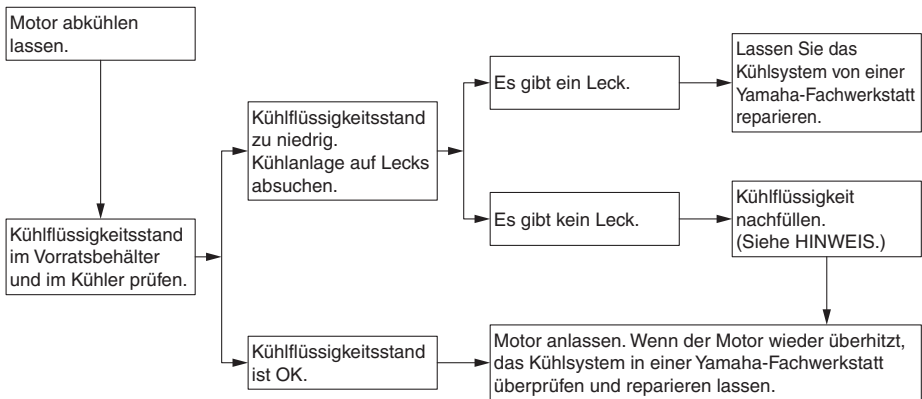 Motor abkühlen
lassen.
Kühlflüssigkeitsstand
im Vorratsbehälter
und im Kühler prüfen.
Kühlflüssigkeitsstand
zu niedrig.
Kühlanlage auf Lecks
absuchen.
Es gibt ein Leck.
Lassen Sie das
Kühlsystem von einer
Yamaha-Fachwerkstatt
reparieren.
Es gibt kein Leck.
Kühlflüssigkeit
nachfüllen.
(Siehe HINWEIS.)
Kühlflüssigkeitsstand
ist OK.
Motor anlassen. Wenn der Motor wieder überhitzt,
das Kühlsystem in einer Yamaha-Fachwerkstatt
überprüfen und reparieren lassen.